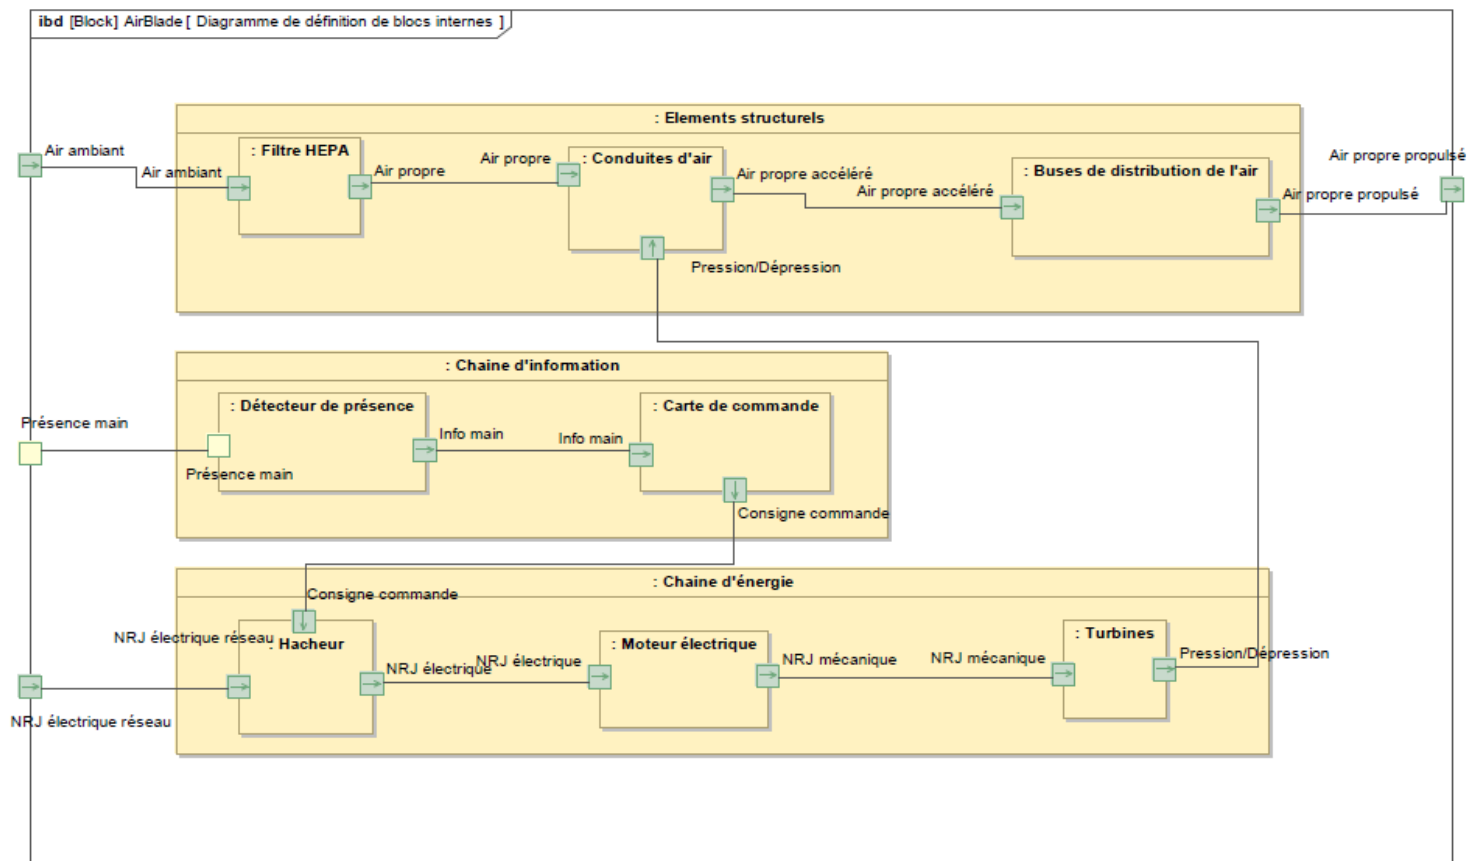 ibd [Block] AirBlade [ Diagramme de définition de blocs internes ]
: Elements structurels
Air ambiant
Air ambiant
: Filtre HEPA
Air propre
Air propre
: Conduites d'air
Air propre accéléré
Air propre accéléré
: Buses de distribution de l'air
Air propre propulsé
Air propre propulsé
Pression/Dépression
: Chaine d'information
Présence main
Présence main
: Détecteur de présence
Info main
Info main
: Carte de commande
Consigne commande
: Chaine d'énergie
Consigne commande
NRJ électrique réseau
NRJ électrique réseau
: Hacheur
NRJ électrique
NRJ électrique
: Moteur électrique
NRJ mécanique
NRJ mécanique
: Turbines
Pression/Dépression